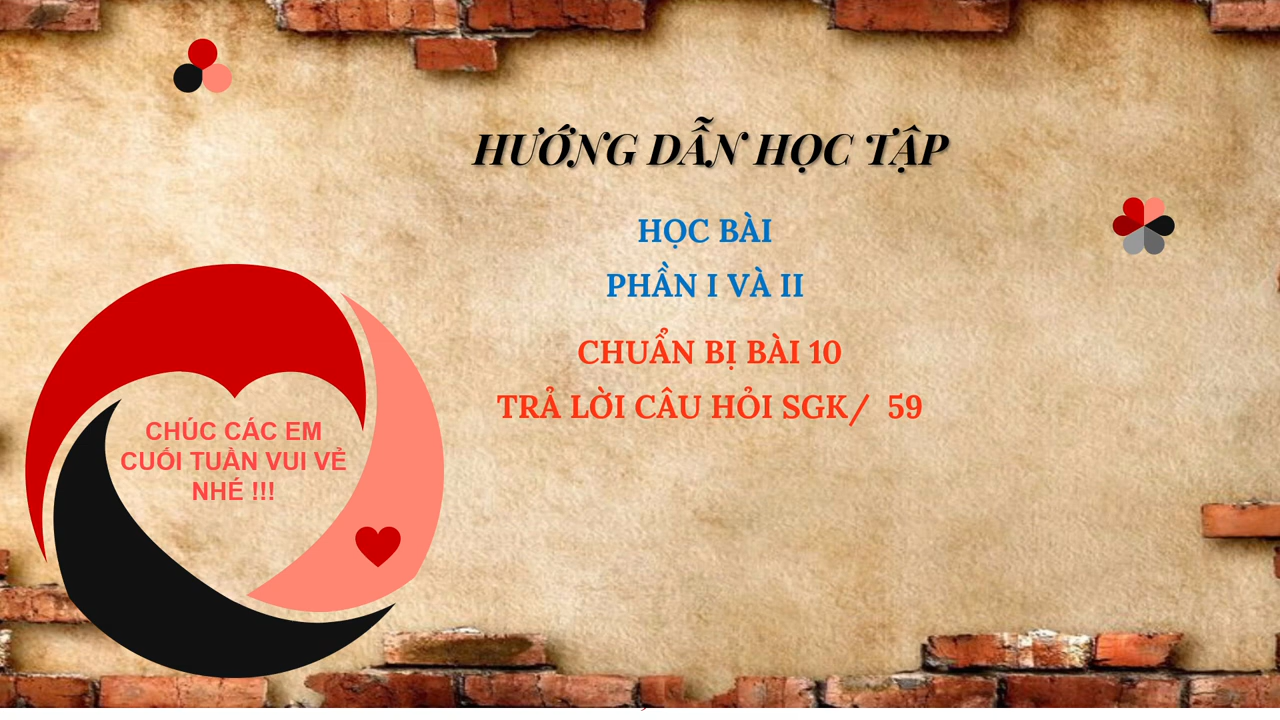 HƯỚNG DẪN HỌC TẬP
HỌC BÀI
PHẦN I VÀ II
CHUẨN BỊ BÀI 10
TRẢ LỜI CÂU HỎI SGK/  59
CHÚC CÁC EM
CUỐI TUẦN VUI VẺ
NHÉ !!!